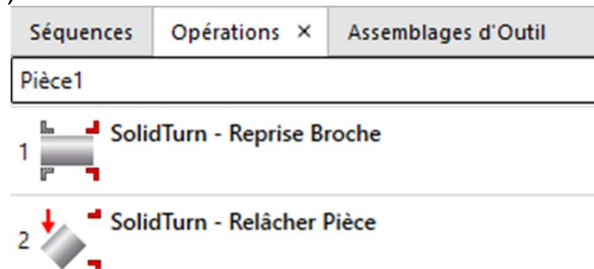 Séquences Opérations × Assemblages d'Outil
Pièce1
1 SolidTurn - Reprise Broche
2 SolidTurn - Relâcher Pièce